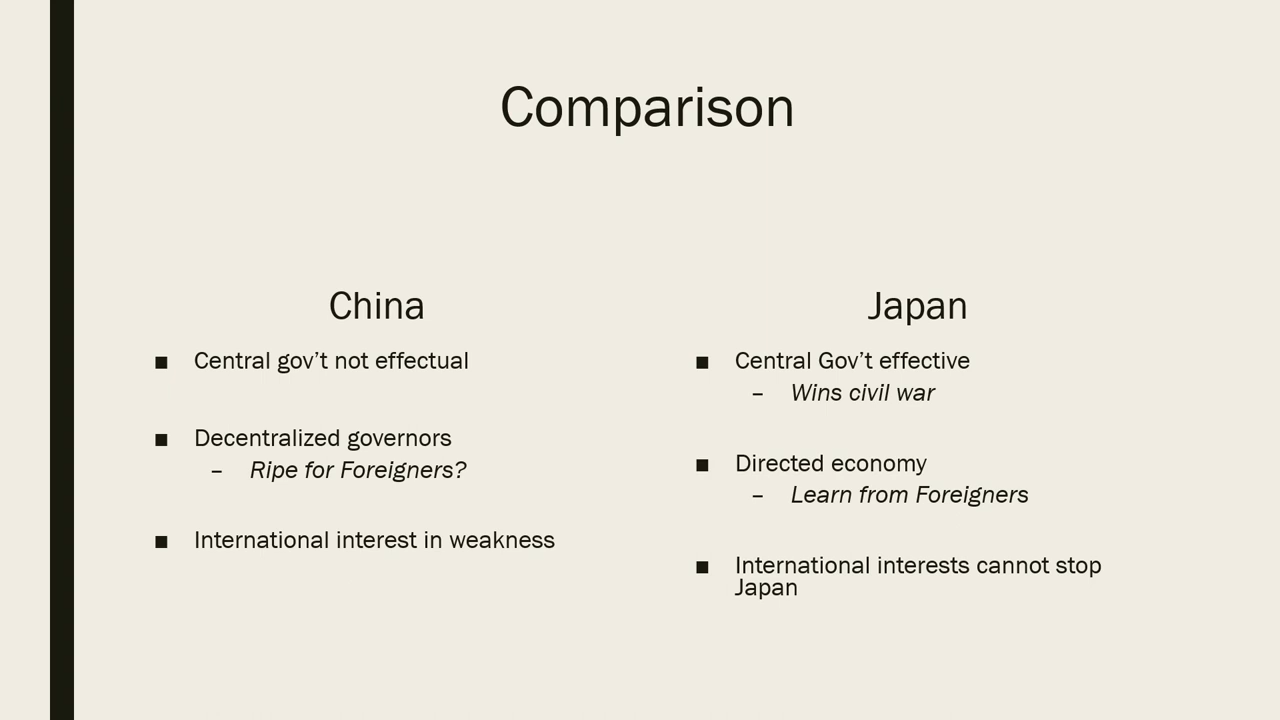 Comparison
China
■ Central gov’t not effectual
■ Decentralized governors
– Ripe for Foreigners?
■ International interest in weakness
Japan
■ Central Gov’t effective
– Wins civil war
■ Directed economy
– Learn from Foreigners
■ International interests cannot stop
Japan